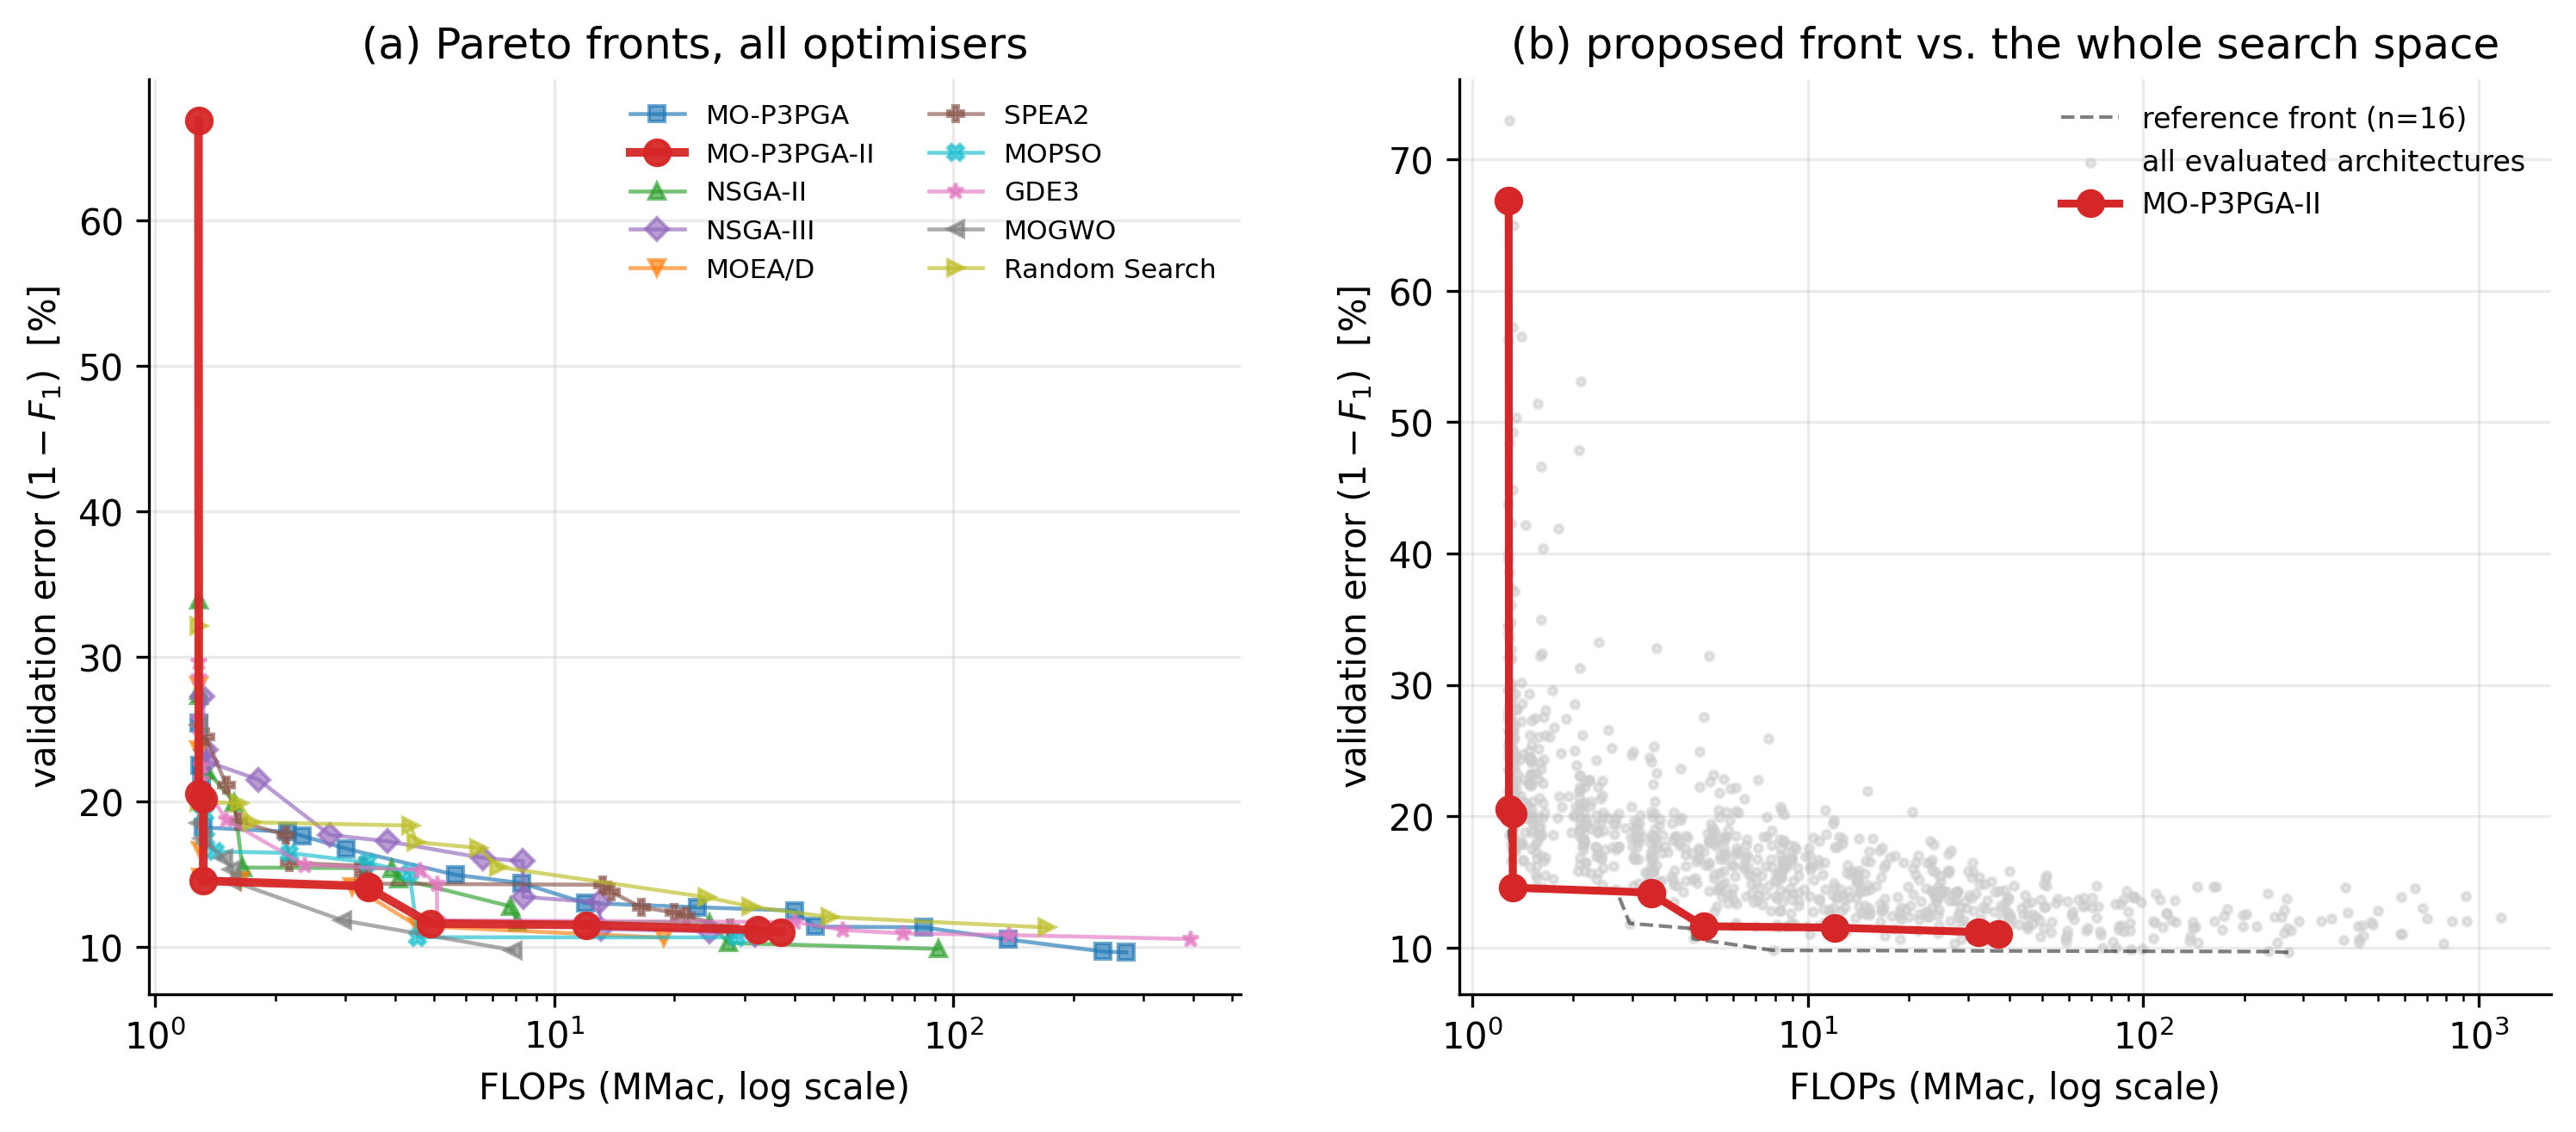 (a) Pareto fronts, all optimisers
MO-P3PGA
MO-P3PGA-II
NSGA-II
NSGA-III
MOEA/D
SPEA2
MOPSO
GDE3
MOGWO
Random Search
validation error (1 − F₁) [%]
60
50
40
30
20
10
10⁰
10¹
10²
FLOPs (MMac, log scale)
(b) proposed front vs. the whole search space
reference front (n=16)
all evaluated architectures
MO-P3PGA-II
validation error (1 − F₁) [%]
70
60
50
40
30
20
10
10⁰
10¹
10²
10³
FLOPs (MMac, log scale)